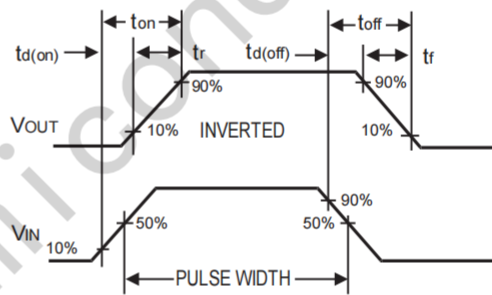 ton toff
td(on) tr td(off) tf
90% 90%
VOUT 10% INVERTED 10%
90%
50% 50%
VIN 10%
PULSE WIDTH